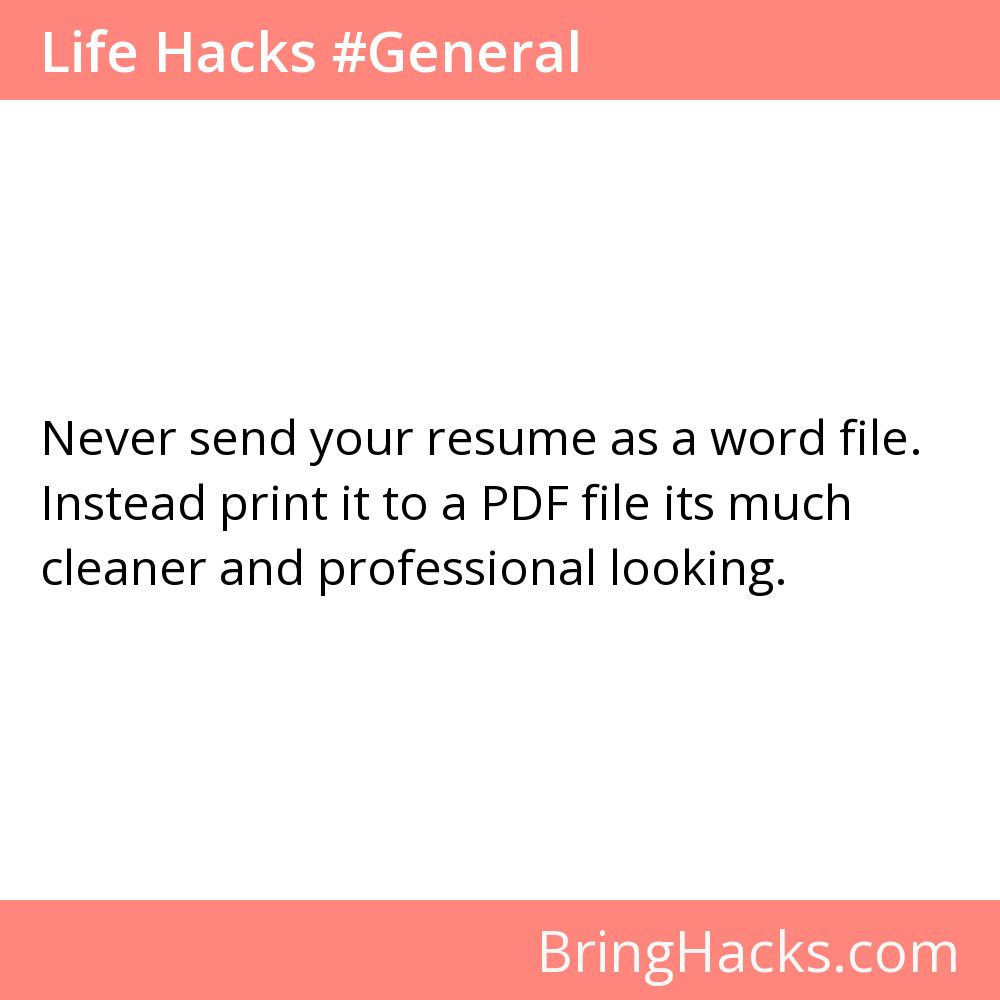 Life Hacks #General
Never send your resume as a word file.
Instead print it to a PDF file its much
cleaner and professional looking.
BringHacks.com